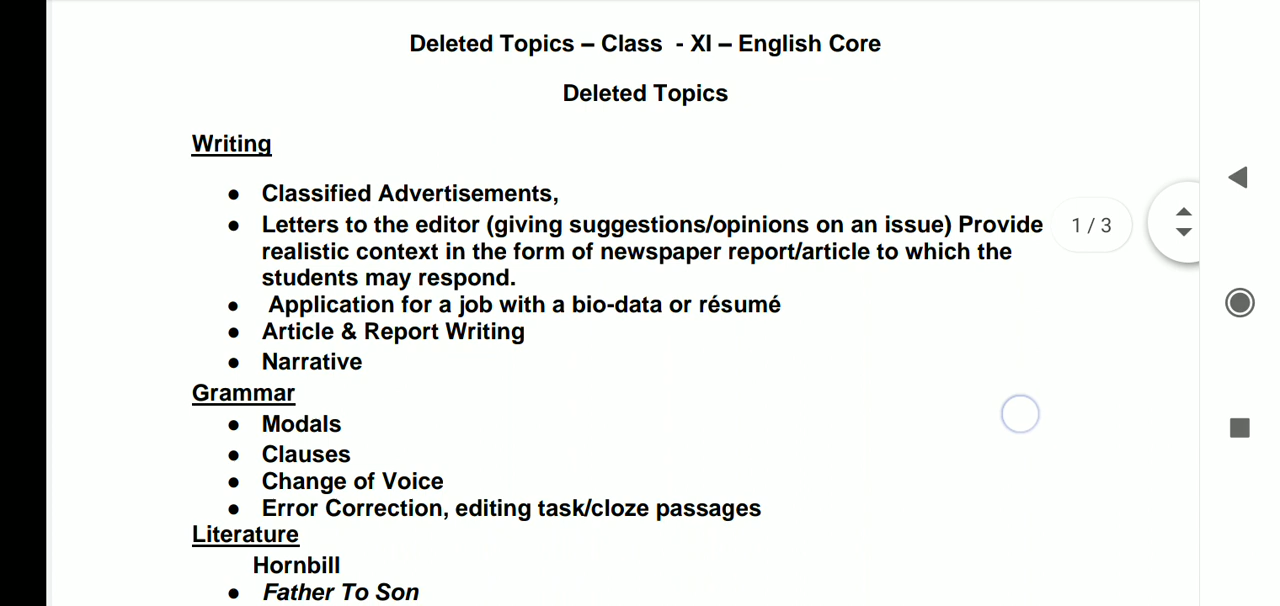 Deleted Topics – Class - XI – English Core
Deleted Topics
Writing
● Classified Advertisements,
● Letters to the editor (giving suggestions/opinions on an issue) Provide
realistic context in the form of newspaper report/article to which the
students may respond.
● Application for a job with a bio-data or résumé
● Article & Report Writing
● Narrative
Grammar
● Modals
● Clauses
● Change of Voice
● Error Correction, editing task/cloze passages
Literature
Hornbill
● Father To Son
1 / 3